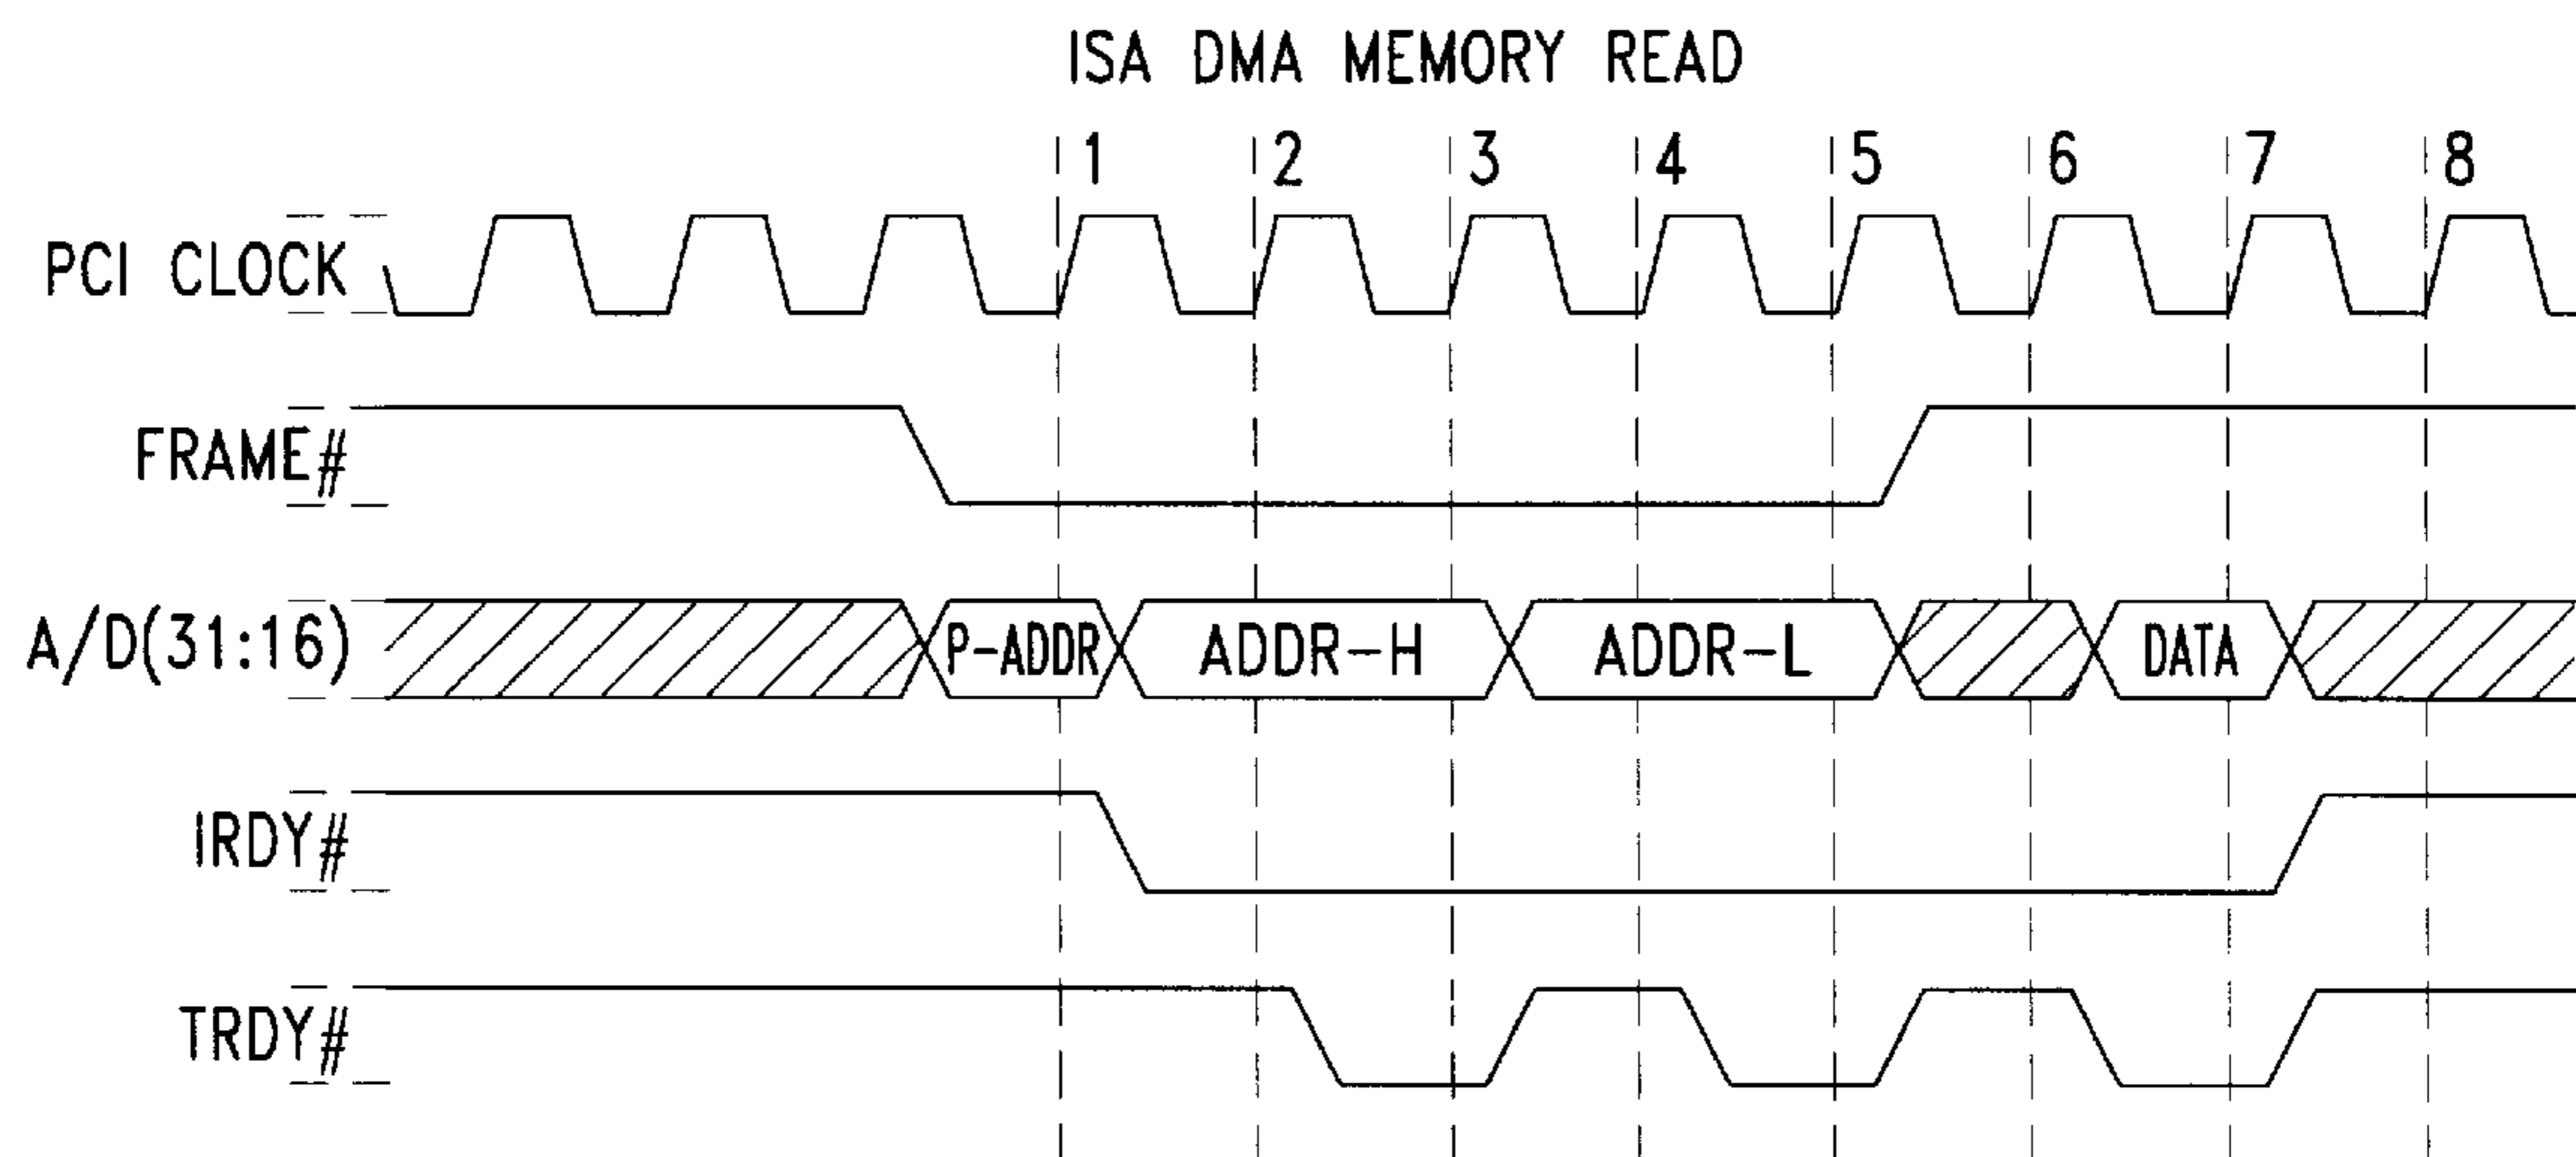 ISA DMA MEMORY READ
1 2 3 4 5 6 7 8
PCI CLOCK
FRAME#
A/D(31:16) P-ADDR ADDR-H ADDR-L DATA
IRDY#
TRDY#